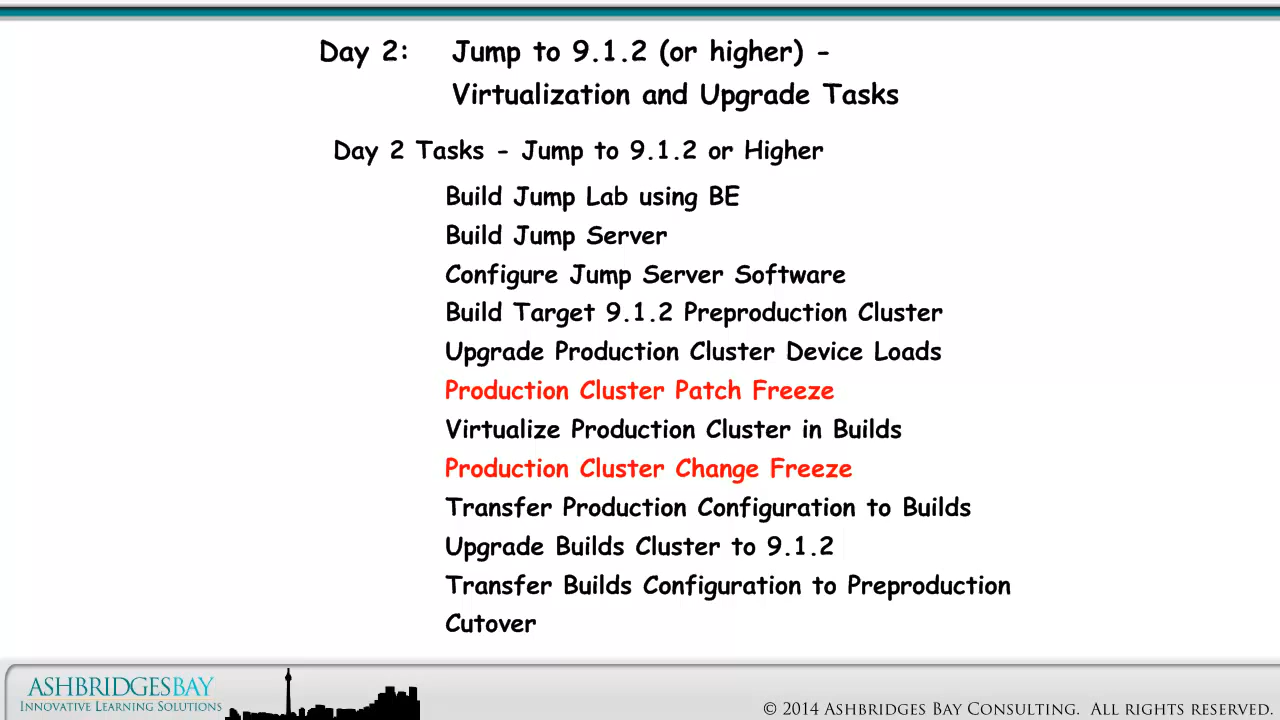 Day 2: Jump to 9.1.2 (or higher) -
Virtualization and Upgrade Tasks
Day 2 Tasks - Jump to 9.1.2 or Higher
Build Jump Lab using BE
Build Jump Server
Configure Jump Server Software
Build Target 9.1.2 Preproduction Cluster
Upgrade Production Cluster Device Loads
Production Cluster Patch Freeze
Virtualize Production Cluster in Builds
Production Cluster Change Freeze
Transfer Production Configuration to Builds
Upgrade Builds Cluster to 9.1.2
Transfer Builds Configuration to Preproduction
Cutover
ASHBRIDGESBAY
INNOVATIVE LEARNING SOLUTIONS
© 2014 ASHBRIDGES BAY CONSULTING. ALL RIGHTS RESERVED.